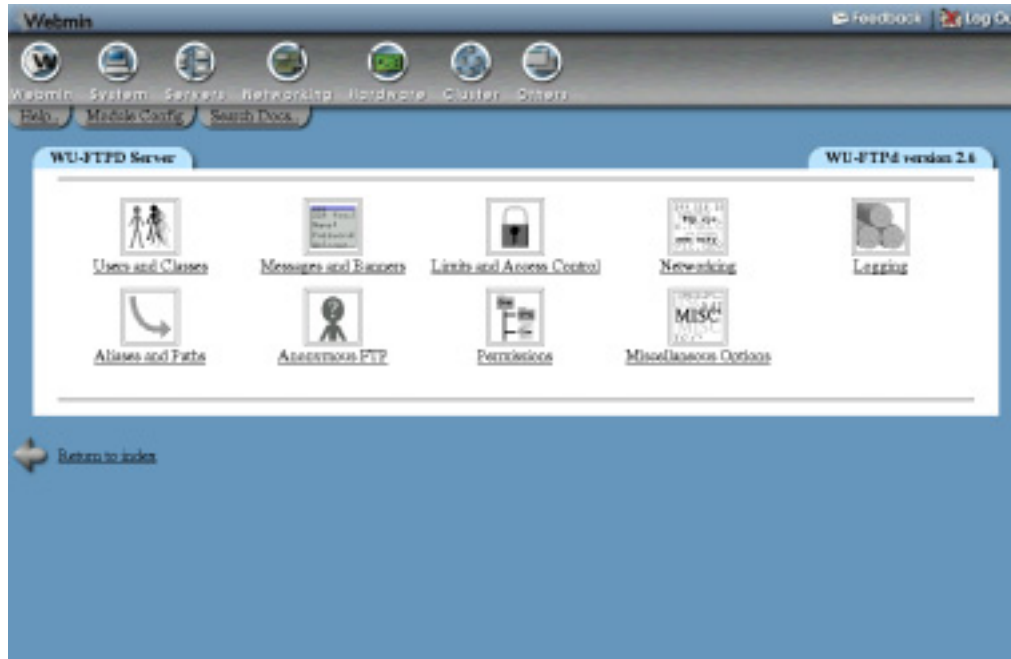 Webmin
Feedback
Log Ou
Webmin System Servers Networking Hardware Cluster Others
Help.. Module Config Search Docs..
WU-FTPD Server
WU-FTPd version 2.6
Users and Classes
Messages and Banners
Limits and Access Control
Networking
Logging
MISC
Aliases and Paths
Anonymous FTP
Permissions
Miscellaneous Options
Return to index